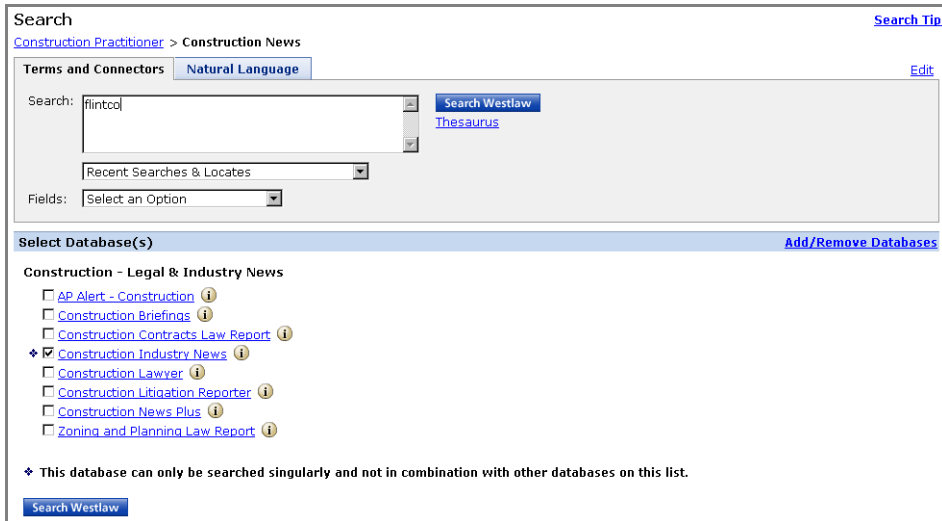 Search Search Tip
Construction Practitioner > Construction News
Terms and Connectors Natural Language Edit
Search: flintco Search Westlaw
Thesaurus
Recent Searches & Locates
Fields: Select an Option
Select Database(s) Add/Remove Databases
Construction - Legal & Industry News
AP Alert - Construction
Construction Briefings
Construction Contracts Law Report
Construction Industry News
Construction Lawyer
Construction Litigation Reporter
Construction News Plus
Zoning and Planning Law Report
This database can only be searched singularly and not in combination with other databases on this list.
Search Westlaw